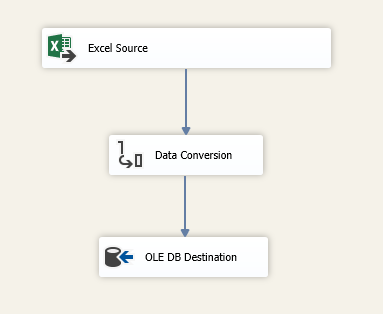 Excel Source
Data Conversion
OLE DB Destination